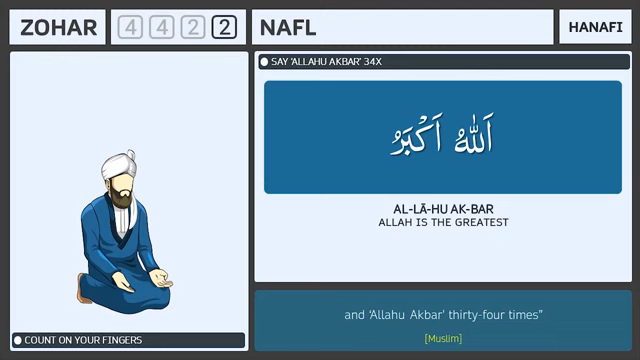 ZOHAR
4 4 2 2
NAFL
HANAFI
SAY 'ALLAHU AKBAR' 34X
اَللّٰهُ اَكْبَرُ
AL-LĀ-HU AK-BAR
ALLAH IS THE GREATEST
and ‘Allahu Akbar’ thirty-four times”
[Muslim]
COUNT ON YOUR FINGERS